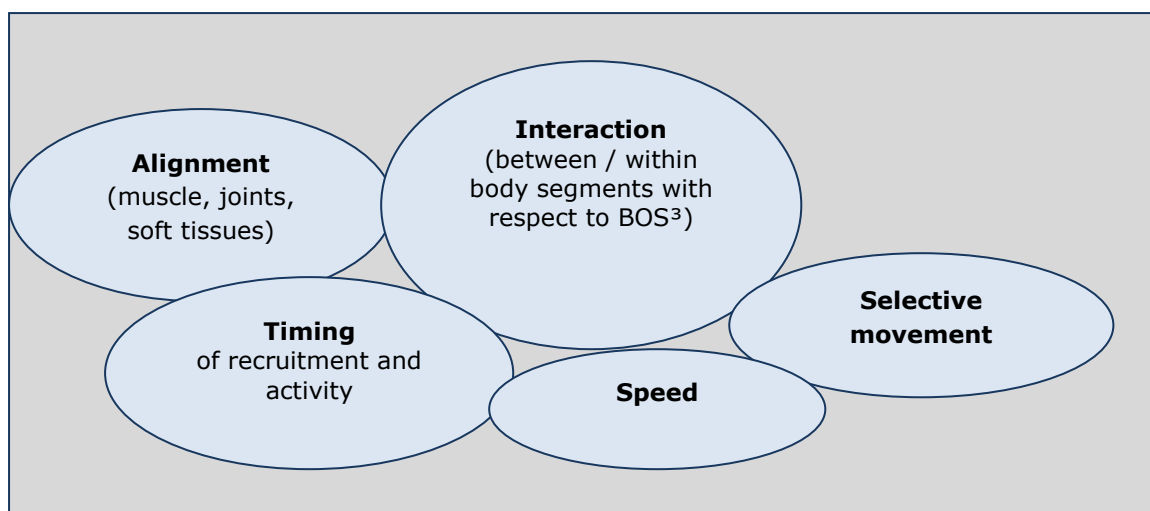 Alignment
(muscle, joints,
soft tissues)
Interaction
(between / within
body segments with
respect to BOS³)
Timing
of recruitment and
activity
Speed
Selective
movement